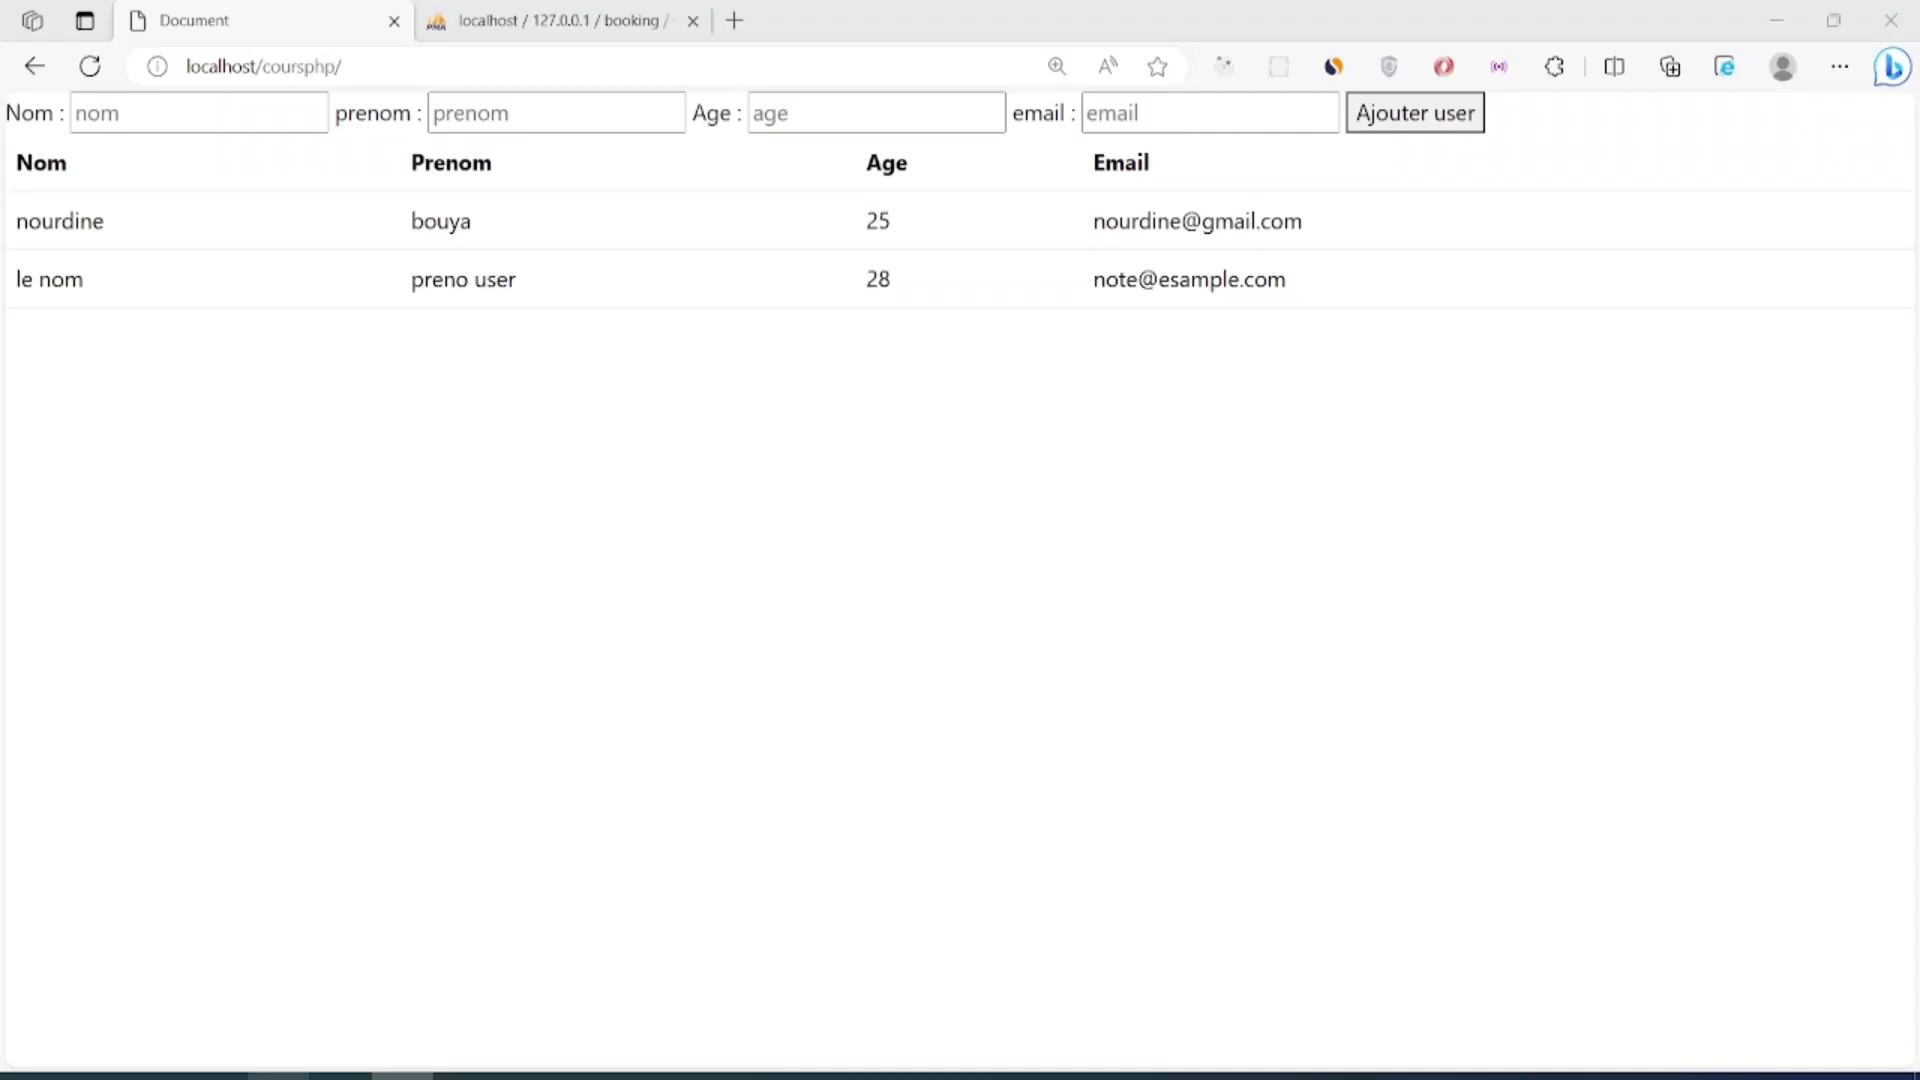 Document
localhost / 127.0.0.1 / booking /
localhost/coursphp/
Nom : nom prenom : prenom Age : age email : email Ajouter user
Nom Prenom Age Email
nourdine bouya 25 nourdine@gmail.com
le nom preno user 28 note@esample.com